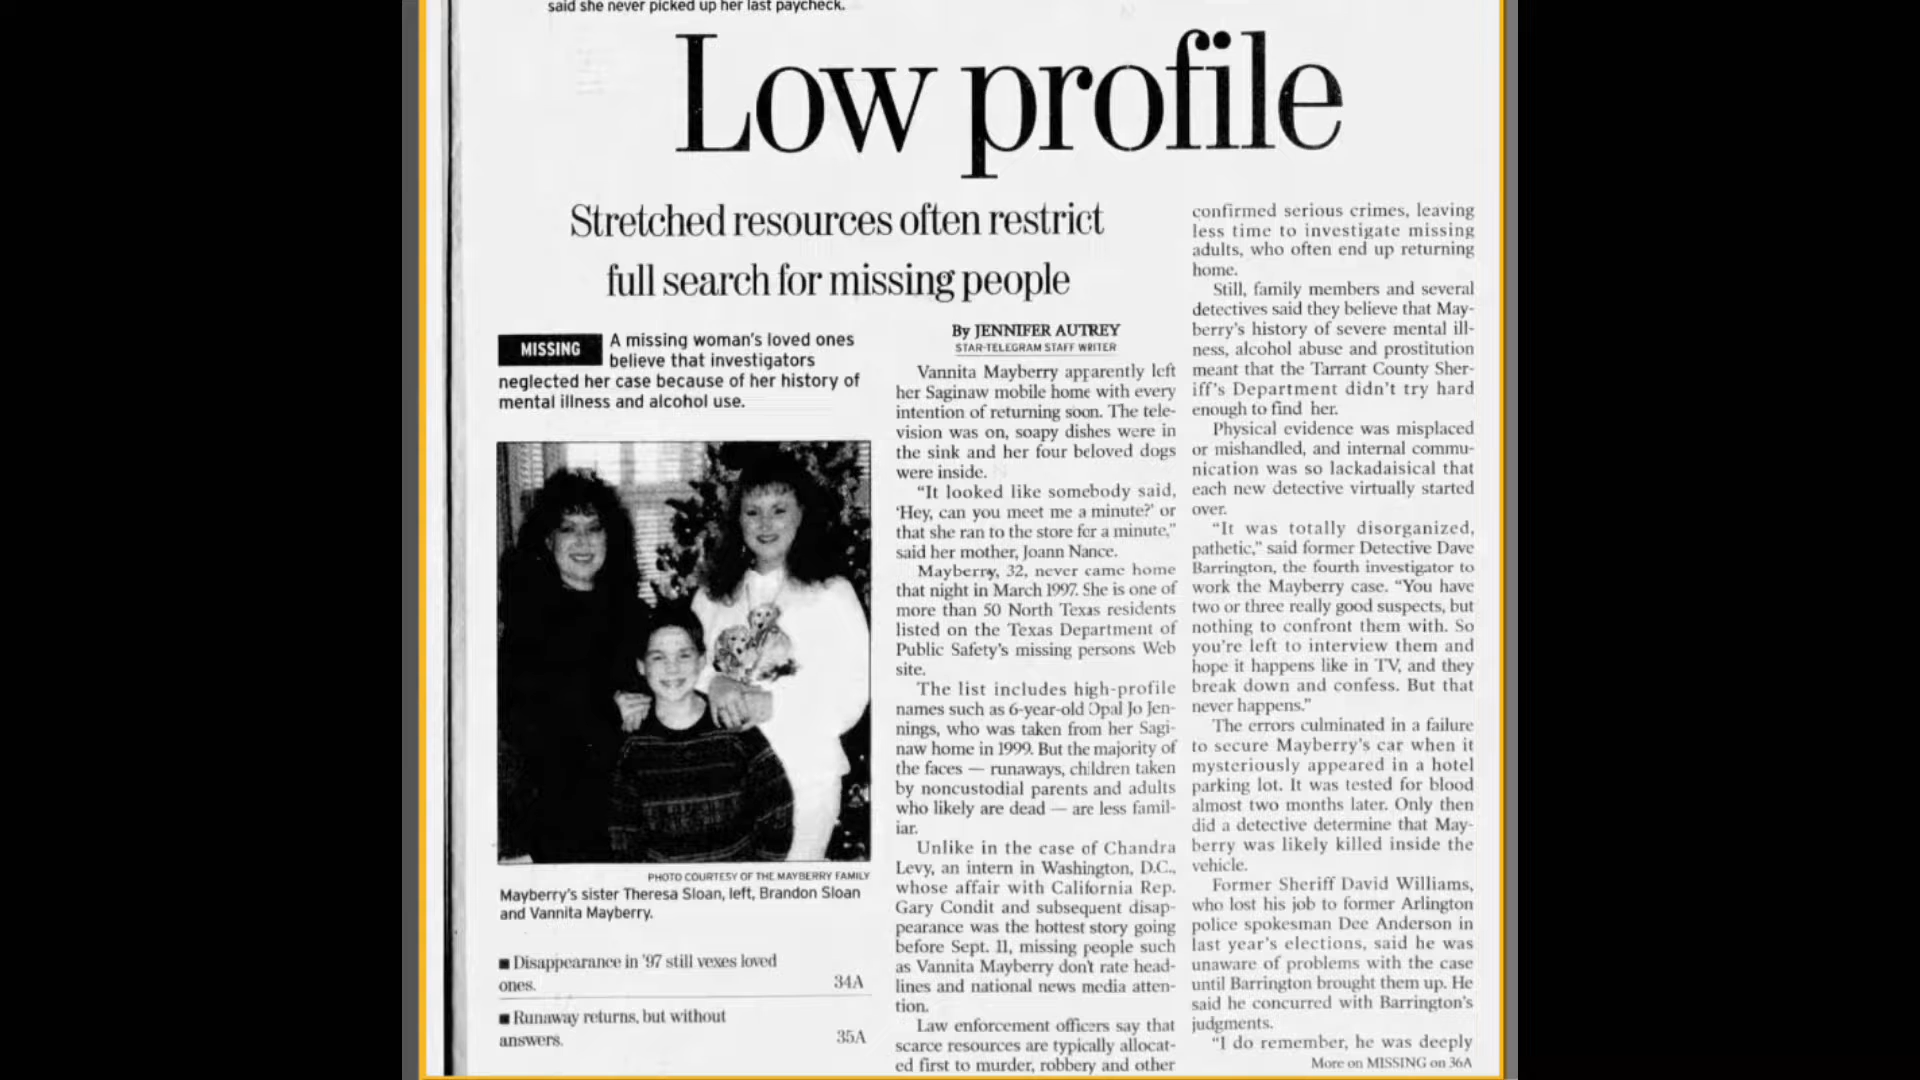 said she never picked up her last paycheck.
Low profile
Stretched resources often restrict
full search for missing people
MISSING
A missing woman's loved ones
believe that investigators
neglected her case because of her history of
mental illness and alcohol use.
PHOTO COURTESY OF THE MAYBERRY FAMILY
Mayberry's sister Theresa Sloan, left, Brandon Sloan
and Vannita Mayberry.
■ Disappearance in '97 still vexes loved
ones. 34A
■ Runaway returns, but without
answers. 35A
By JENNIFER AUTREY
STAR-TELEGRAM STAFF WRITER
Vannita Mayberry apparently left
her Saginaw mobile home with every
intention of returning soon. The tele-
vision was on, soapy dishes were in
the sink and her four beloved dogs
were inside.
"It looked like somebody said,
'Hey, can you meet me a minute?' or
that she ran to the store for a minute,"
said her mother, Joann Nance.
Mayberry, 32, never came home
that night in March 1997. She is one of
more than 50 North Texas residents
listed on the Texas Department of
Public Safety's missing persons Web
site.
The list includes high-profile
names such as 6-year-old Opal Jo Jen-
nings, who was taken from her Sagi-
naw home in 1999. But the majority of
the faces — runaways, children taken
by noncustodial parents and adults
who likely are dead — are less famil-
iar.
Unlike in the case of Chandra
Levy, an intern in Washington, D.C.,
whose affair with California Rep.
Gary Condit and subsequent disap-
pearance was the hottest story going
before Sept. 11, missing people such
as Vannita Mayberry don't rate head-
lines and national news media atten-
tion.
Law enforcement officers say that
scarce resources are typically allocat-
ed first to murder, robbery and other
confirmed serious crimes, leaving
less time to investigate missing
adults, who often end up returning
home.
Still, family members and several
detectives said they believe that May-
berry's history of severe mental ill-
ness, alcohol abuse and prostitution
meant that the Tarrant County Sher-
iff's Department didn't try hard
enough to find her.
Physical evidence was misplaced
or mishandled, and internal commu-
nication was so lackadaisical that
each new detective virtually started
over.
"It was totally disorganized,
pathetic," said former Detective Dave
Barrington, the fourth investigator to
work the Mayberry case. "You have
two or three really good suspects, but
nothing to confront them with. So
you're left to interview them and
hope it happens like in TV, and they
break down and confess. But that
never happens."
The errors culminated in a failure
to secure Mayberry's car when it
mysteriously appeared in a hotel
parking lot. It was tested for blood
almost two months later. Only then
did a detective determine that May-
berry was likely killed inside the
vehicle.
Former Sheriff David Williams,
who lost his job to former Arlington
police spokesman Dee Anderson in
last year's elections, said he was
unaware of problems with the case
until Barrington brought them up. He
said he concurred with Barrington's
judgments.
"I do remember, he was deeply
More on MISSING on 36A